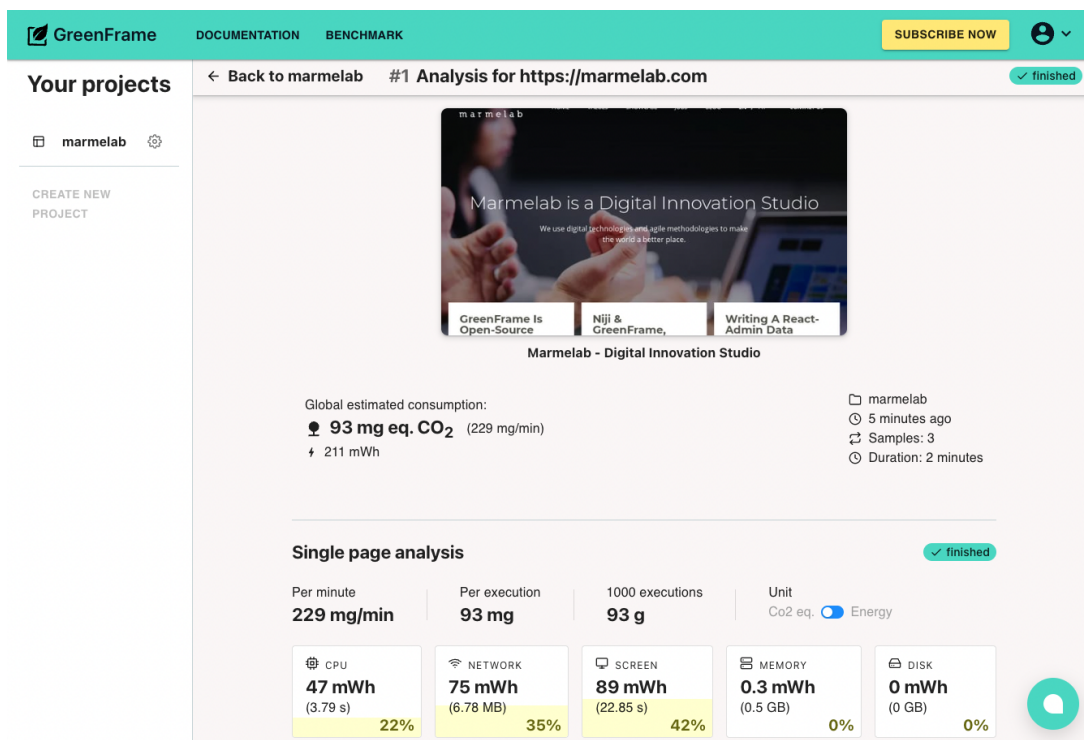 GreenFrame
DOCUMENTATION
BENCHMARK
SUBSCRIBE NOW
Your projects
← Back to marmelab
#1 Analysis for https://marmelab.com
finished
marmelab
CREATE NEW
PROJECT
marmelab
Marmelab is a Digital Innovation Studio
We use digital technologies and agile methodologies to make
the world a better place.
GreenFrame Is
Open-Source
Niji &
GreenFrame,
Writing A React-
Admin Data
Marmelab - Digital Innovation Studio
Global estimated consumption:
93 mg eq. CO2 (229 mg/min)
211 mWh
marmelab
5 minutes ago
Samples: 3
Duration: 2 minutes
Single page analysis
finished
Per minute
229 mg/min
Per execution
93 mg
1000 executions
93 g
Unit
Co2 eq. Energy
CPU
47 mWh
(3.79 s)
22%
NETWORK
75 mWh
(6.78 MB)
35%
SCREEN
89 mWh
(22.85 s)
42%
MEMORY
0.3 mWh
(0.5 GB)
0%
DISK
0 mWh
(0 GB)
0%